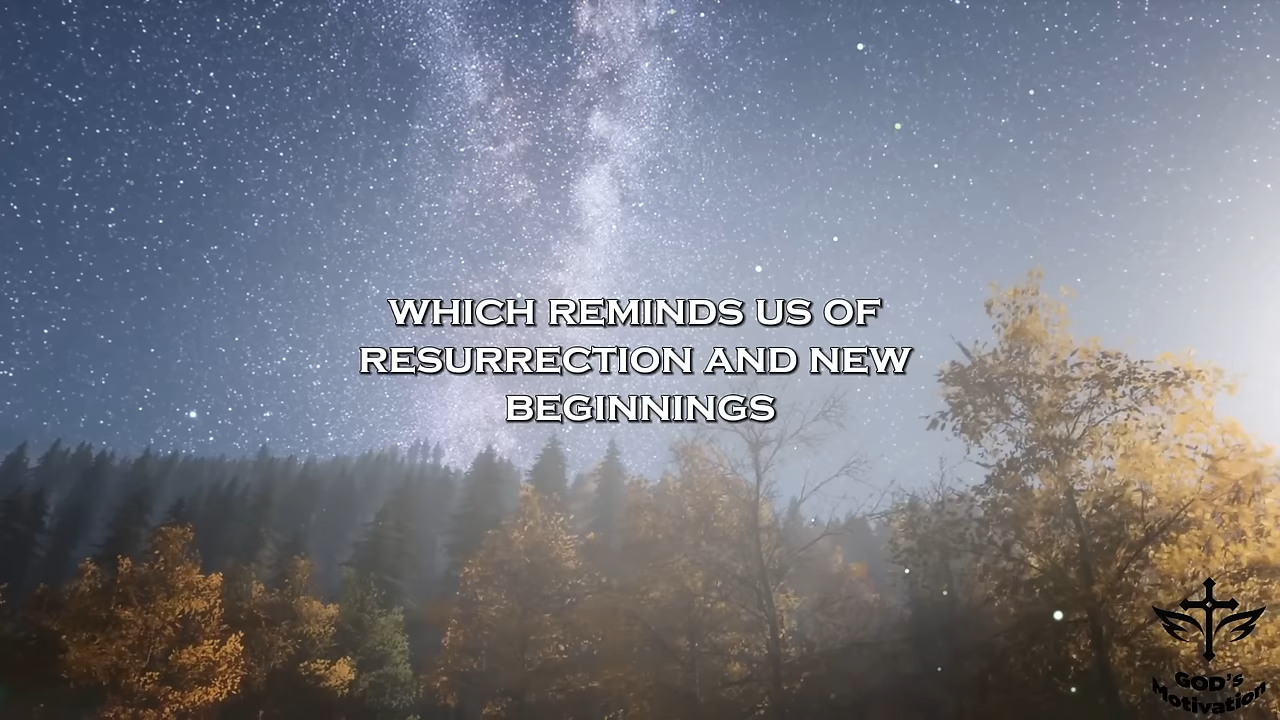 WHICH REMINDS US OF
RESURRECTION AND NEW
BEGINNINGS
GOD's
Motivation